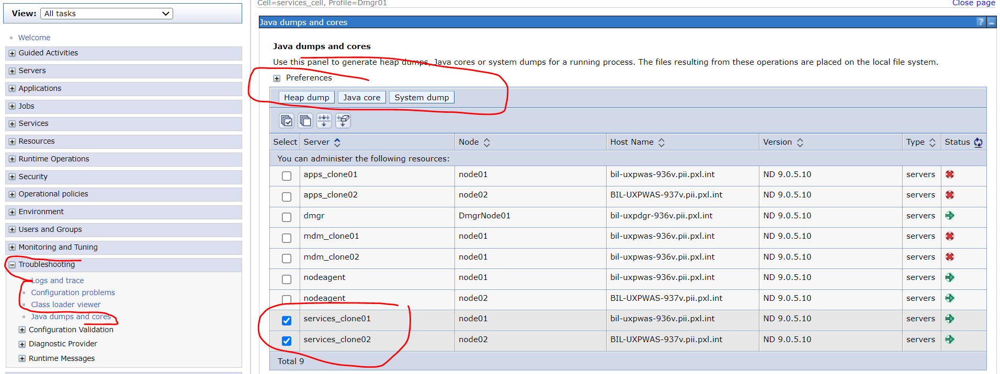 Cell=services_cell, Profile=Dmgr01
Close page
View: All tasks
Java dumps and cores
?
Welcome
Guided Activities
Servers
Applications
Jobs
Services
Resources
Runtime Operations
Security
Operational policies
Environment
Users and Groups
Monitoring and Tuning
Troubleshooting
Logs and trace
Configuration problems
Class loader viewer
Java dumps and cores
Configuration Validation
Diagnostic Provider
Runtime Messages
Java dumps and cores
Use this panel to generate heap dumps, Java cores or system dumps for a running process. The files resulting from these operations are placed on the local file system.
Preferences
Heap dump Java core System dump
Select Server Node Host Name Version Type Status
You can administer the following resources:
apps_clone01 node01 bil-uxpwas-936v.pii.pxl.int ND 9.0.5.10 servers
apps_clone02 node02 BIL-UXPWAS-937v.pii.pxl.int ND 9.0.5.10 servers
dmgr DmgrNode01 bil-uxpdgr-936v.pii.pxl.int ND 9.0.5.10 servers
mdm_clone01 node01 bil-uxpwas-936v.pii.pxl.int ND 9.0.5.10 servers
mdm_clone02 node01 bil-uxpwas-936v.pii.pxl.int ND 9.0.5.10 servers
nodeagent node01 bil-uxpwas-936v.pii.pxl.int ND 9.0.5.10 servers
nodeagent node02 BIL-UXPWAS-937v.pii.pxl.int ND 9.0.5.10 servers
services_clone01 node01 bil-uxpwas-936v.pii.pxl.int ND 9.0.5.10 servers
services_clone02 node02 BIL-UXPWAS-937v.pii.pxl.int ND 9.0.5.10 servers
Total 9